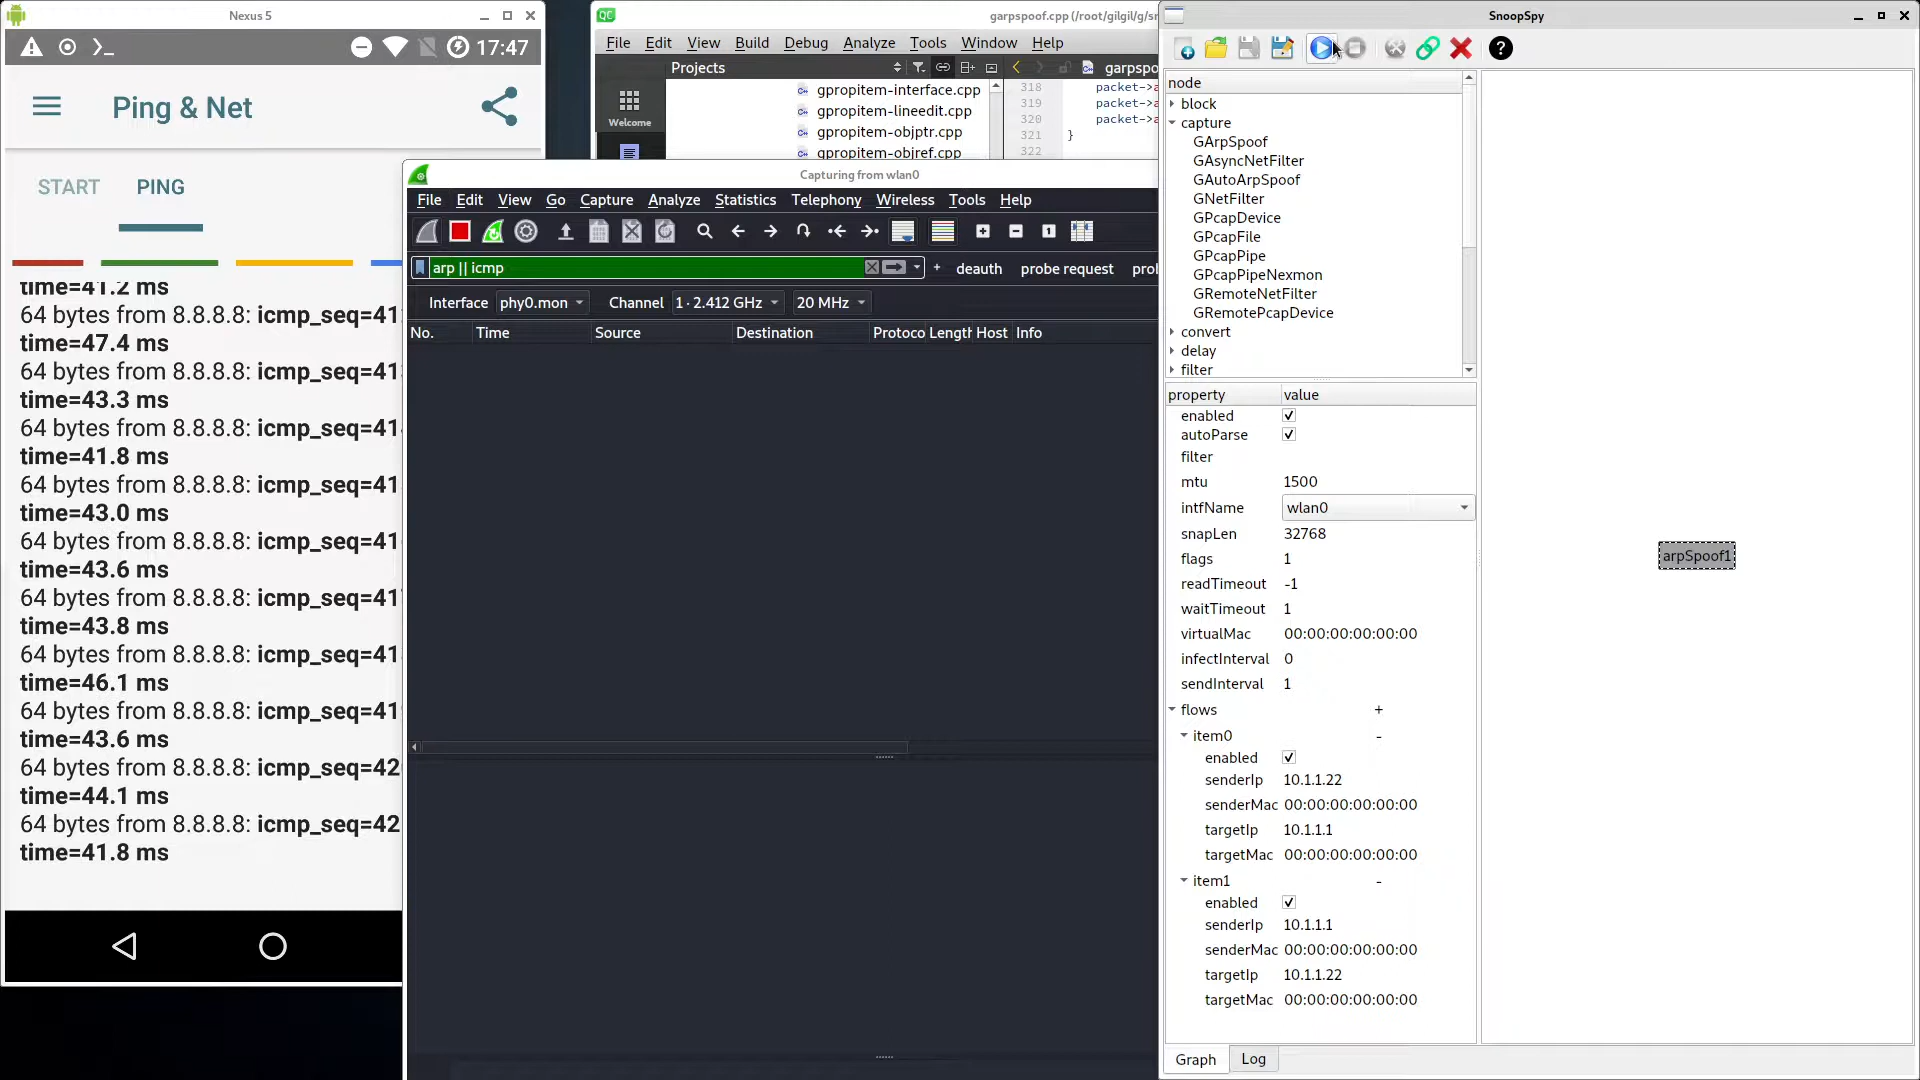 Nexus 5
17:47
Ping & Net
START
PING
time=41.2 ms
64 bytes from 8.8.8.8: icmp_seq=41
time=47.4 ms
64 bytes from 8.8.8.8: icmp_seq=41
time=43.3 ms
64 bytes from 8.8.8.8: icmp_seq=41
time=41.8 ms
64 bytes from 8.8.8.8: icmp_seq=41
time=43.0 ms
64 bytes from 8.8.8.8: icmp_seq=41
time=43.6 ms
64 bytes from 8.8.8.8: icmp_seq=41
time=43.8 ms
64 bytes from 8.8.8.8: icmp_seq=41
time=46.1 ms
64 bytes from 8.8.8.8: icmp_seq=41
time=43.6 ms
64 bytes from 8.8.8.8: icmp_seq=42
time=44.1 ms
64 bytes from 8.8.8.8: icmp_seq=42
time=41.8 ms
QC
garpspoof.cpp (/root/gilgil/g/sn
File Edit View Build Debug Analyze Tools Window Help
Projects
garpspo
Welcome
gpropitem-interface.cpp
gpropitem-lineedit.cpp
gpropitem-objptr.cpp
gpropitem-objref.cpp
318 packet->a
319 packet->a
320 packet->a
321 }
322
Capturing from wlan0
File Edit View Go Capture Analyze Statistics Telephony Wireless Tools Help
arp || icmp
+ deauth probe request prol
Interface phy0.mon Channel 1 · 2.412 GHz 20 MHz
No. Time Source Destination Protoco Length Host Info
SnoopSpy
node
block
capture
GArpSpoof
GAsyncNetFilter
GAutoArpSpoof
GNetFilter
GPcapDevice
GPcapFile
GPcapPipe
GPcapPipeNexmon
GRemoteNetFilter
GRemotePcapDevice
convert
delay
filter
property value
enabled
autoParse
filter
mtu 1500
intfName wlan0
snapLen 32768
flags 1
readTimeout -1
waitTimeout 1
virtualMac 00:00:00:00:00:00
infectInterval 0
sendInterval 1
flows +
item0 -
enabled
senderIp 10.1.1.22
senderMac 00:00:00:00:00:00
targetIp 10.1.1.1
targetMac 00:00:00:00:00:00
item1 -
enabled
senderIp 10.1.1.1
senderMac 00:00:00:00:00:00
targetIp 10.1.1.22
targetMac 00:00:00:00:00:00
Graph
Log
arpSpoof1